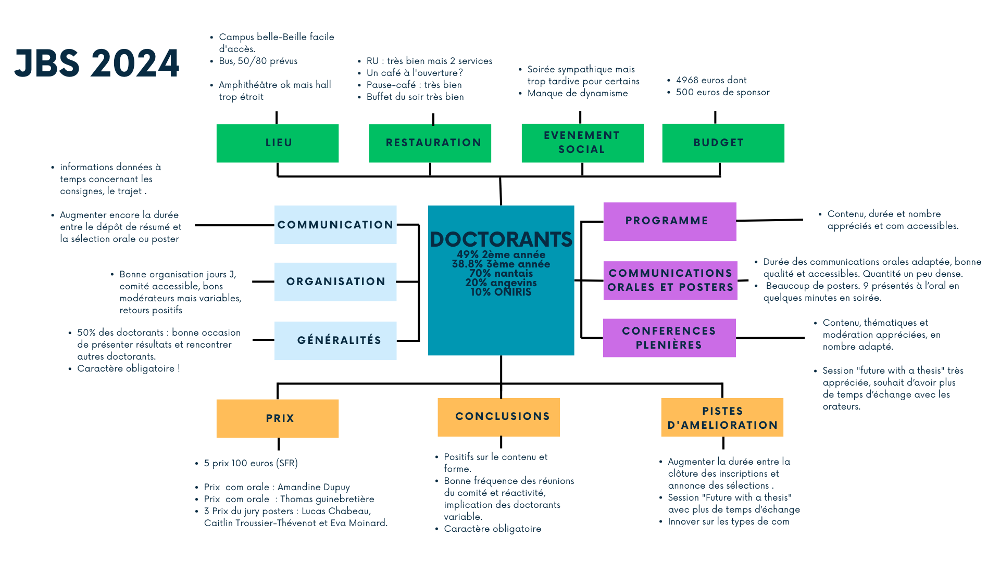 JBS 2024
• Campus belle-Beille facile
d'accès.
• Bus, 50/80 prévus
• Amphithéâtre ok mais hall
trop étroit
• RU : très bien mais 2 services
• Un café à l'ouverture?
• Pause-café : très bien
• Buffet du soir très bien
• Soirée sympathique mais
trop tardive pour certains
• Manque de dynamisme
• 4968 euros dont
• 500 euros de sponsor
LIEU
RESTAURATION
EVENEMENT
SOCIAL
BUDGET
• informations données à
temps concernant les
consignes, le trajet .
• Augmenter encore la durée
entre le dépôt de résumé et
la sélection orale ou poster
COMMUNICATION
• Bonne organisation jours J,
comité accessible, bons
modérateurs mais variables,
retours positifs
ORGANISATION
• 50% des doctorants : bonne occasion
de présenter résultats et rencontrer
autres doctorants.
• Caractère obligatoire !
GÉNÉRALITÉS
DOCTORANTS
49% 2ème année
38.8% 3ème année
70% nantais
20% angevins
10% ONIRIS
PROGRAMME
• Contenu, durée et nombre
appréciés et com accessibles.
COMMUNICATIONS
ORALES ET POSTERS
• Durée des communications orales adaptée, bonne
qualité et accessibles. Quantité un peu dense.
• Beaucoup de posters. 9 présentés à l’oral en
quelques minutes en soirée.
CONFERENCES
PLENIÈRES
• Contenu, thématiques et
modération appréciées, en
nombre adapté.
• Session "future with a thesis" très
appréciée, souhait d’avoir plus
de temps d’échange avec les
orateurs.
PRIX
• 5 prix 100 euros (SFR)
• Prix com orale : Amandine Dupuy
• Prix com orale : Thomas guinebretière
• 3 Prix du jury posters : Lucas Chabeau,
Caitlin Troussier-Thévenot et Eva Moinard.
CONCLUSIONS
• Positifs sur le contenu et
forme.
• Bonne fréquence des réunions
du comité et réactivité,
implication des doctorants
variable.
• Caractère obligatoire
PISTES
D'AMELIORATION
• Augmenter la durée entre la
clôture des inscriptions et
annonce des sélections .
• Session "Future with a thesis"
avec plus de temps d’échange
• Innover sur les types de com